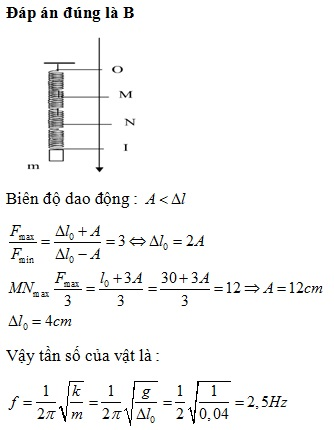 Đáp án đúng là B
O
M
N
I
m
Biên độ dao động : A < Δl
F_max / F_min = (Δl₀ + A) / (Δl₀ − A) = 3 ⇔ Δl₀ = 2A
MN_max F_max / 3 = (l₀ + 3A) / 3 = (30 + 3A) / 3 = 12 ⇒ A = 12cm
Δl₀ = 4cm
Vậy tần số của vật là :
f = 1 / 2π √(k / m) = 1 / 2π √(g / Δl₀) = 1 / 2 √(1 / 0,04) = 2,5Hz